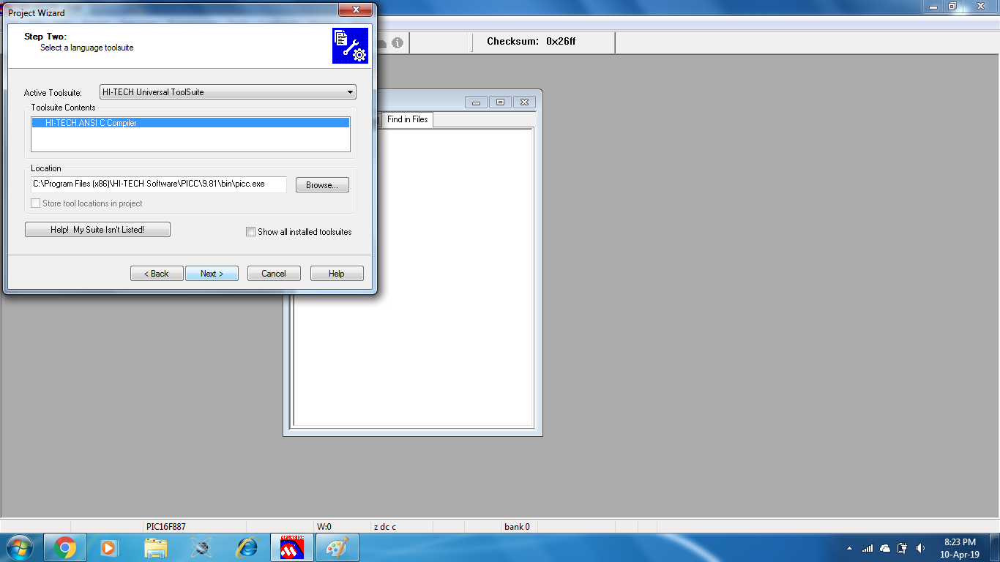 Project Wizard
Step Two:
Select a language toolsuite
Checksum: 0x26ff
Active Toolsuite: HI-TECH Universal ToolSuite
Toolsuite Contents
HI-TECH ANSI C Compiler
Find in Files
Location
C:\Program Files (x86)\HI-TECH Software\PICC\9.81\bin\picc.exe
Browse...
Store tool locations in project
Help! My Suite Isn't Listed!
Show all installed toolsuites
< Back
Next >
Cancel
Help
PIC16F887
W:0
z dc c
bank 0
MPLABIDE
8:23 PM
10-Apr-19